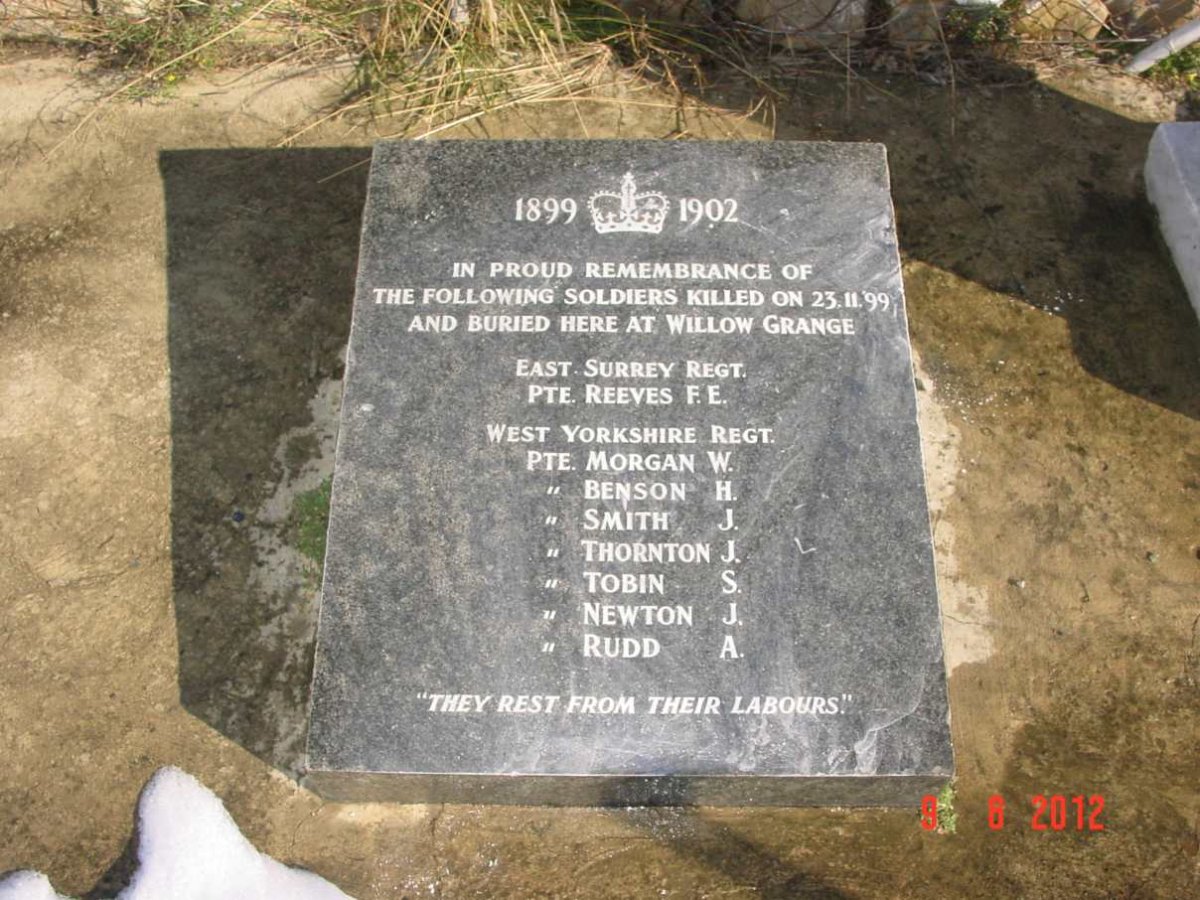 1899 1902
IN PROUD REMEMBRANCE OF
THE FOLLOWING SOLDIERS KILLED ON 23.11.99
AND BURIED HERE AT WILLOW GRANGE
EAST SURREY REGT.
PTE. REEVES F.E.
WEST YORKSHIRE REGT.
PTE. MORGAN W.
" BENSON H.
" SMITH J.
" THORNTON J.
" TOBIN S.
" NEWTON J.
" RUDD A.
"THEY REST FROM THEIR LABOURS."
9 6 2012